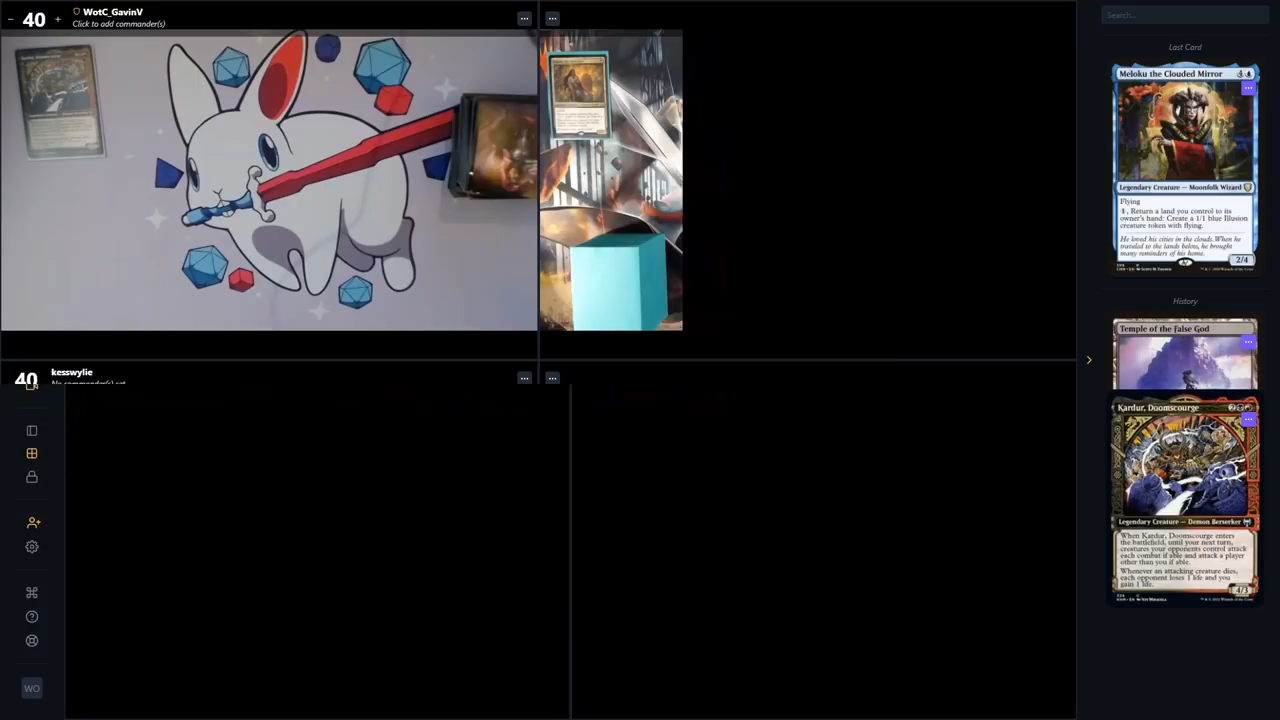 − 40 +
WotC_GavinV
Click to add commander(s)
40
kesswylie
WO
Search...
Last Card
Meloku the Clouded Mirror
Legendary Creature — Moonfolk Wizard
Flying
1, Return a land you control to its
owner's hand: Create a 1/1 blue Illusion
creature token with flying.
He loved his cities in the clouds. When he
traveled to the lands below, he brought
many reminders of his home.
2/4
History
Temple of the False God
Kardur, Doomscourge
Legendary Creature — Demon Berserker
When Kardur, Doomscourge enters
the battlefield, until your next turn,
creatures your opponents control attack
each combat if able and attack a player
other than you if able.
Whenever an attacking creature dies,
each opponent loses 1 life and you
gain 1 life.
4/3